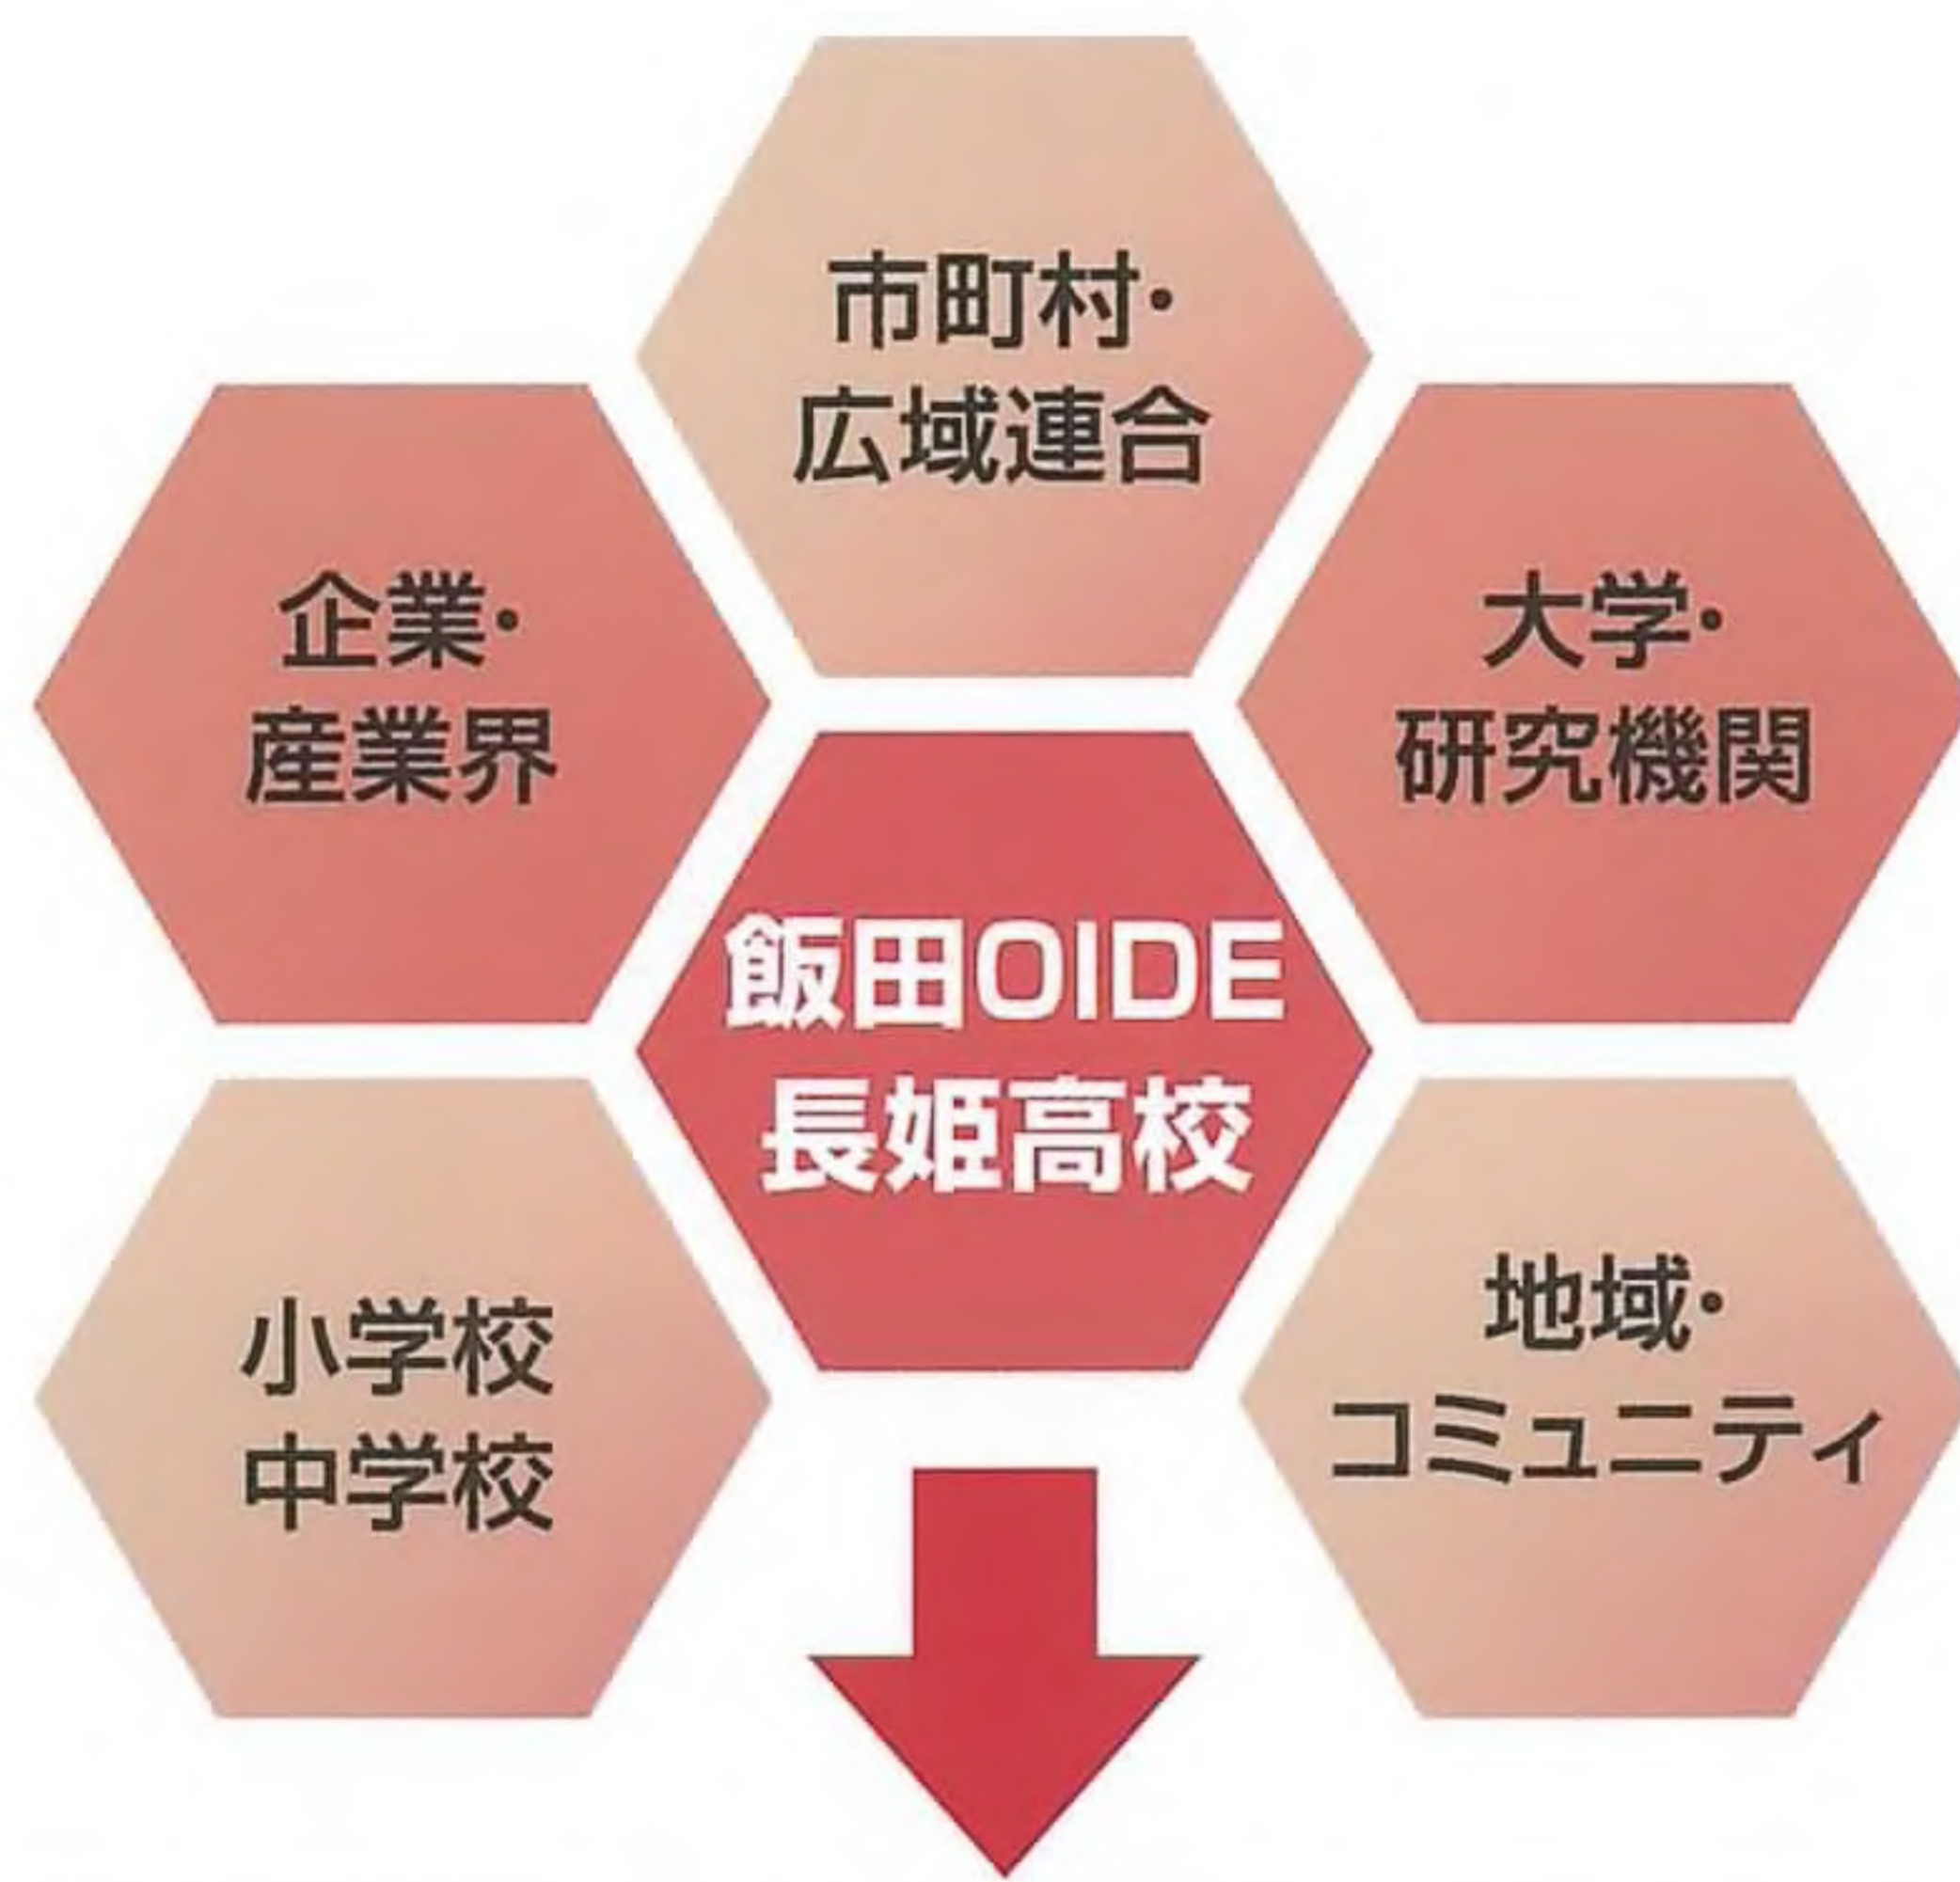 市町村・
広域連合
企業・
産業界
大学・
研究機関
飯田OIDE
長姫高校
小学校
中学校
地域・
コミュニティ